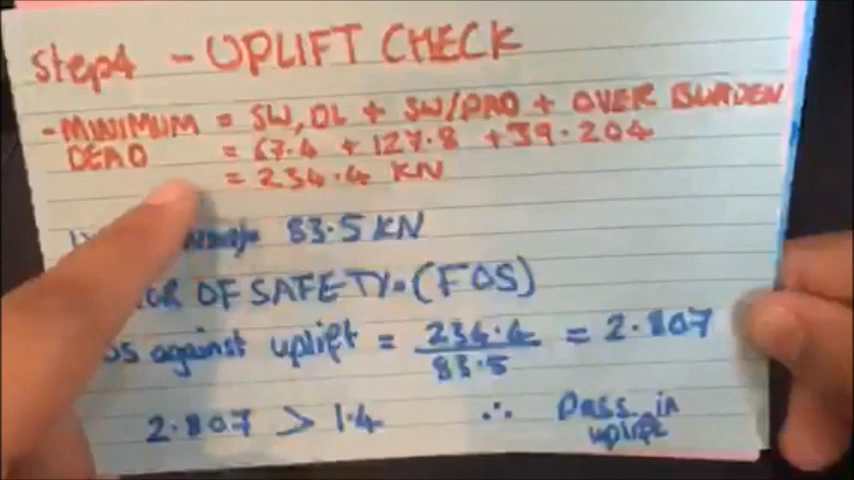 Step4 - UPLIFT CHECK
- MINIMUM = SW, DL + SW/PAD + OVER BURDEN
DEAD = 67.4 + 127.8 + 39.204
= 234.4 KN
83.5 KN
OF SAFETY = (FOS)
against uplift = 234.4 / 83.5 = 2.807
2.807 > 1.4 ∴ Pass in
uplift